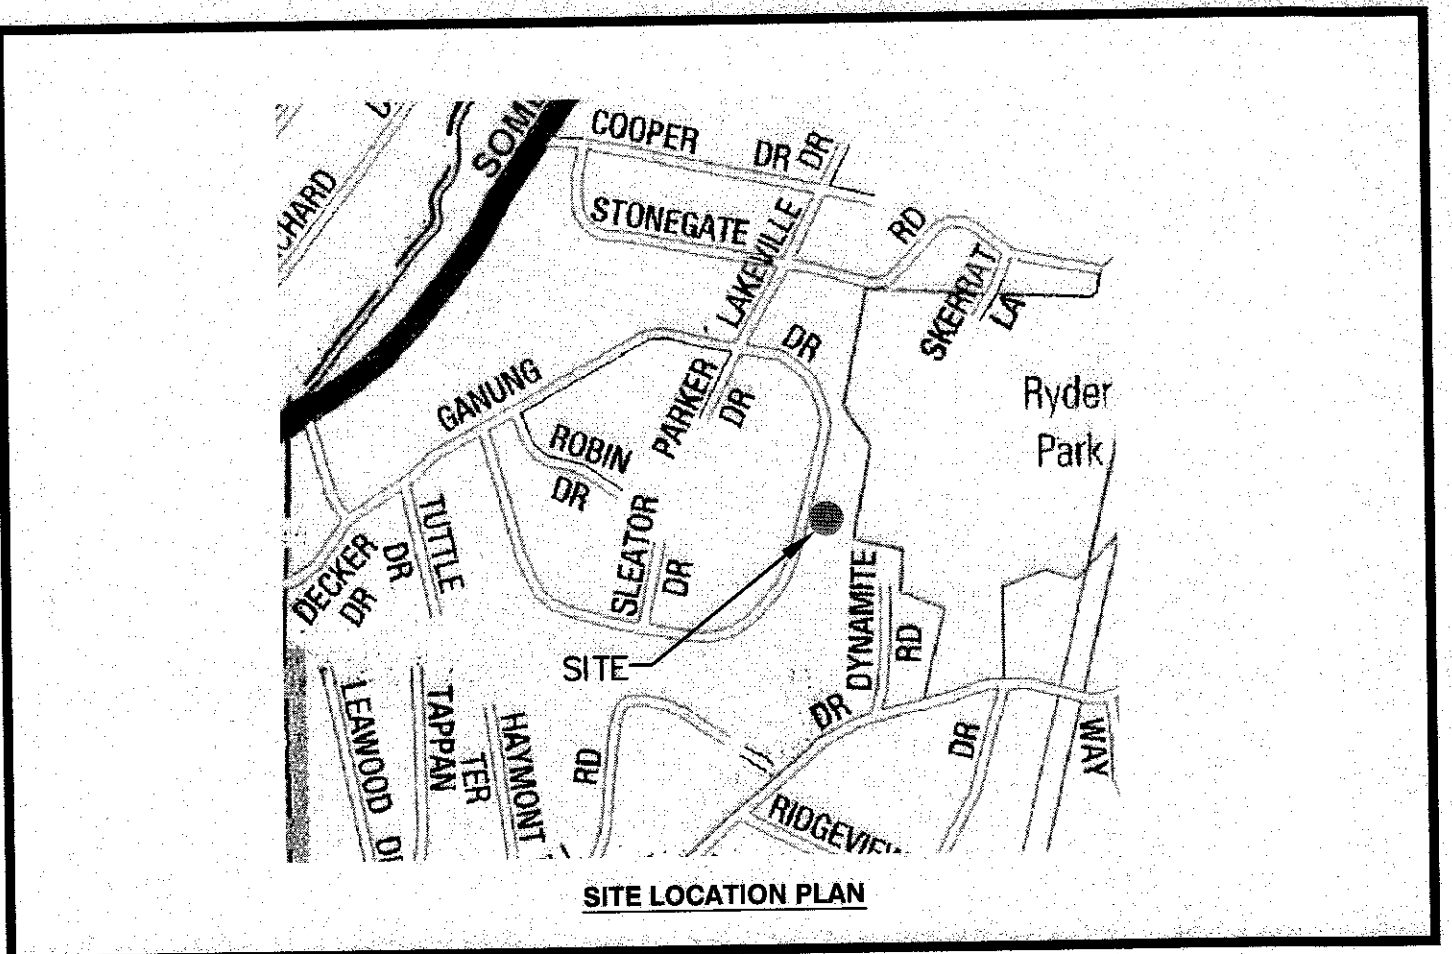 COOPER DR
DR
STONEGATE
RD
LAKEVILLE
SKERRAT
LA
DR
GANUNG
PARKER
DR
Ryder
Park
ROBIN
DR
TUTTLE
DR
SLEATOR
DR
DECKER
DR
DYNAMITE
RD
SITE
DR
LEAWOOD
TAPPAN
TER
HAYMONT
RD
DR
WAY
RIDGEVIEW
SITE LOCATION PLAN